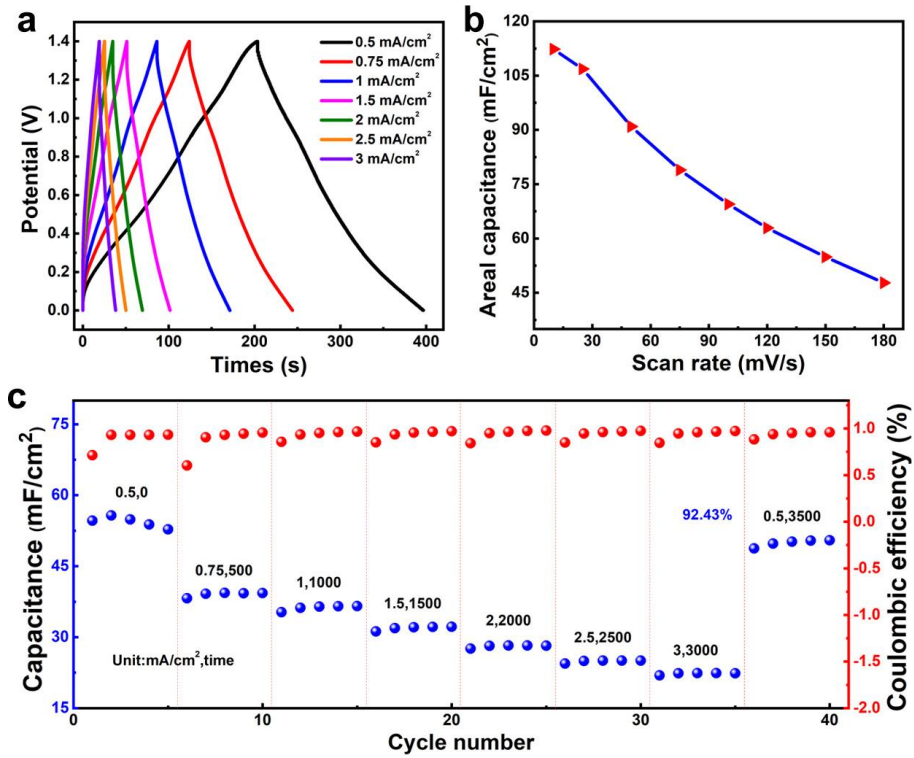 a
Potential (V)
1.4
1.2
1.0
0.8
0.6
0.4
0.2
0.0
0.5 mA/cm²
0.75 mA/cm²
1 mA/cm²
1.5 mA/cm²
2 mA/cm²
2.5 mA/cm²
3 mA/cm²
0 100 200 300 400
Times (s)
b
Areal capacitance (mF/cm²)
120
105
90
75
60
45
0 30 60 90 120 150 180
Scan rate (mV/s)
c
Capacitance (mF/cm²)
75
60
45
30
15
0.5,0
0.75,500
1,1000
1.5,1500
2,2000
2.5,2500
3,3000
92.43%
0.5,3500
Unit:mA/cm²,time
1.0
0.5
0.0
-0.5
-1.0
-1.5
-2.0
Coulombic efficiency (%)
0 10 20 30 40
Cycle number